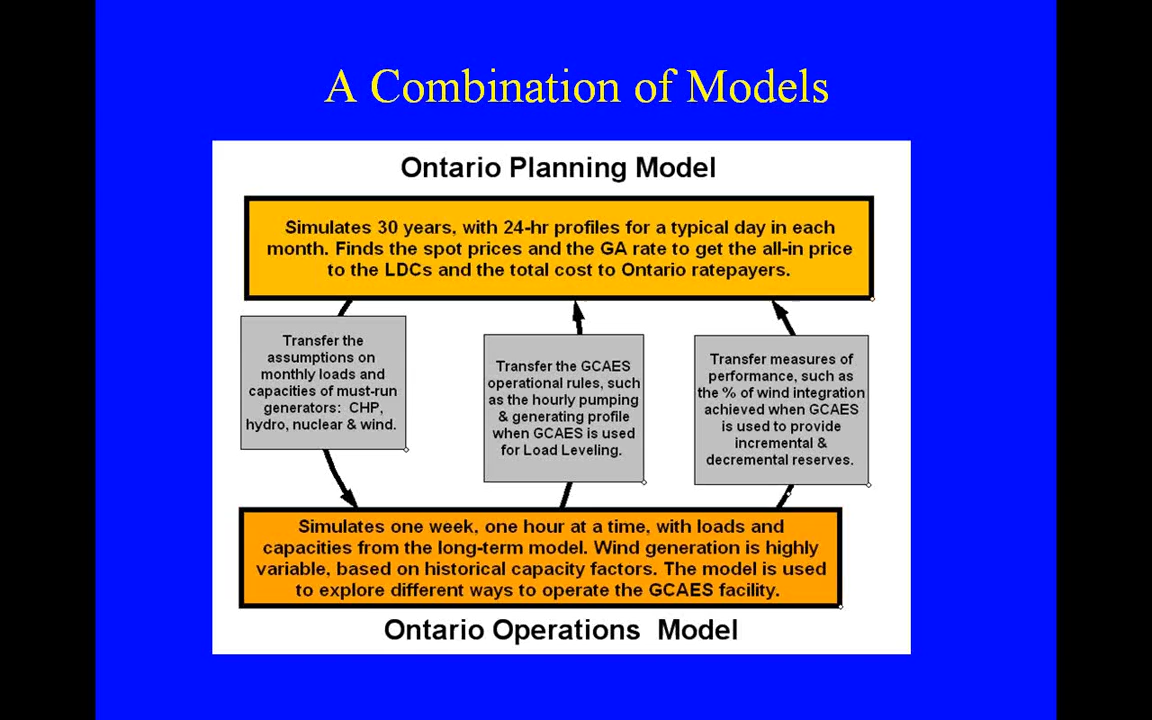 A Combination of Models
Ontario Planning Model
Simulates 30 years, with 24-hr profiles for a typical day in each
month. Finds the spot prices and the GA rate to get the all-in price
to the LDCs and the total cost to Ontario ratepayers.
Transfer the
assumptions on
monthly loads and
capacities of must-run
generators: CHP,
hydro, nuclear & wind.
Transfer the GCAES
operational rules, such
as the hourly pumping
& generating profile
when GCAES is used
for Load Leveling.
Transfer measures of
performance, such as
the % of wind integration
achieved when GCAES
is used to provide
incremental &
decremental reserves.
Simulates one week, one hour at a time, with loads and
capacities from the long-term model. Wind generation is highly
variable, based on historical capacity factors. The model is used
to explore different ways to operate the GCAES facility.
Ontario Operations Model